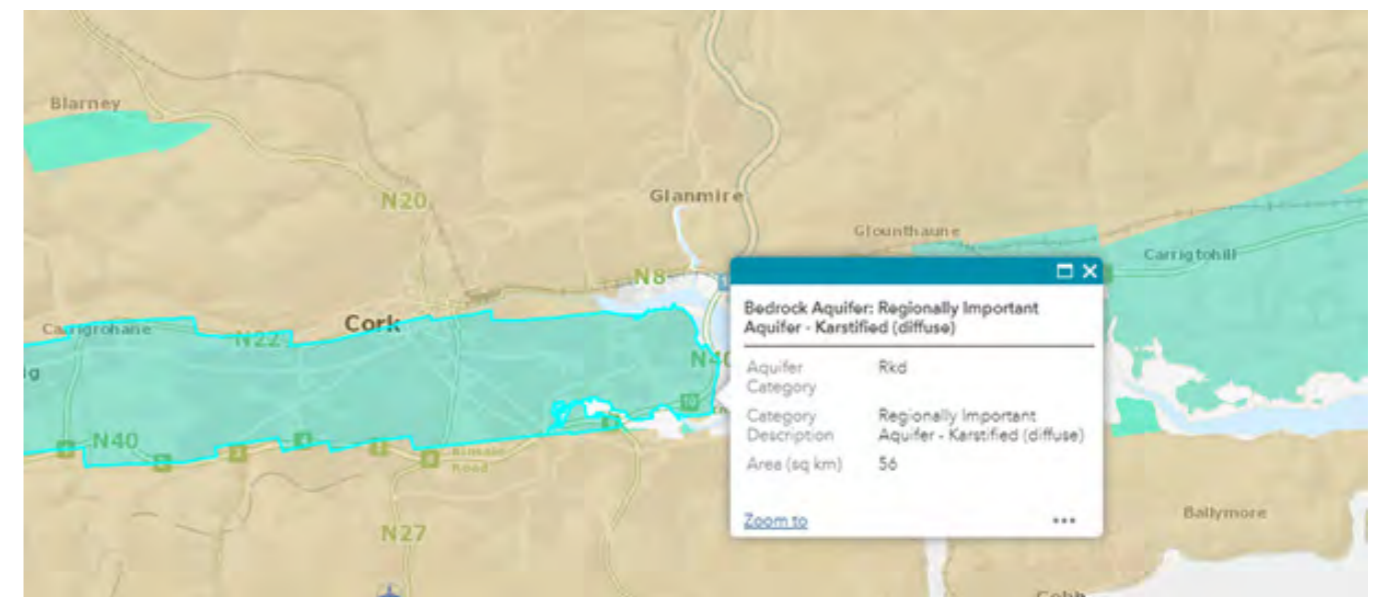 Blarney
N20
Glanmire
Glounthaune
Carrigtohill
N8
Carrigrohane
N22
Cork
N40
N40
10
Kinsale
Road
N27
Ballymore
Cobh
Bedrock Aquifer: Regionally Important
Aquifer - Karstified (diffuse)
Aquifer Rkd
Category
Category Regionally Important
Description Aquifer - Karstified (diffuse)
Area (sq km) 56
Zoom to